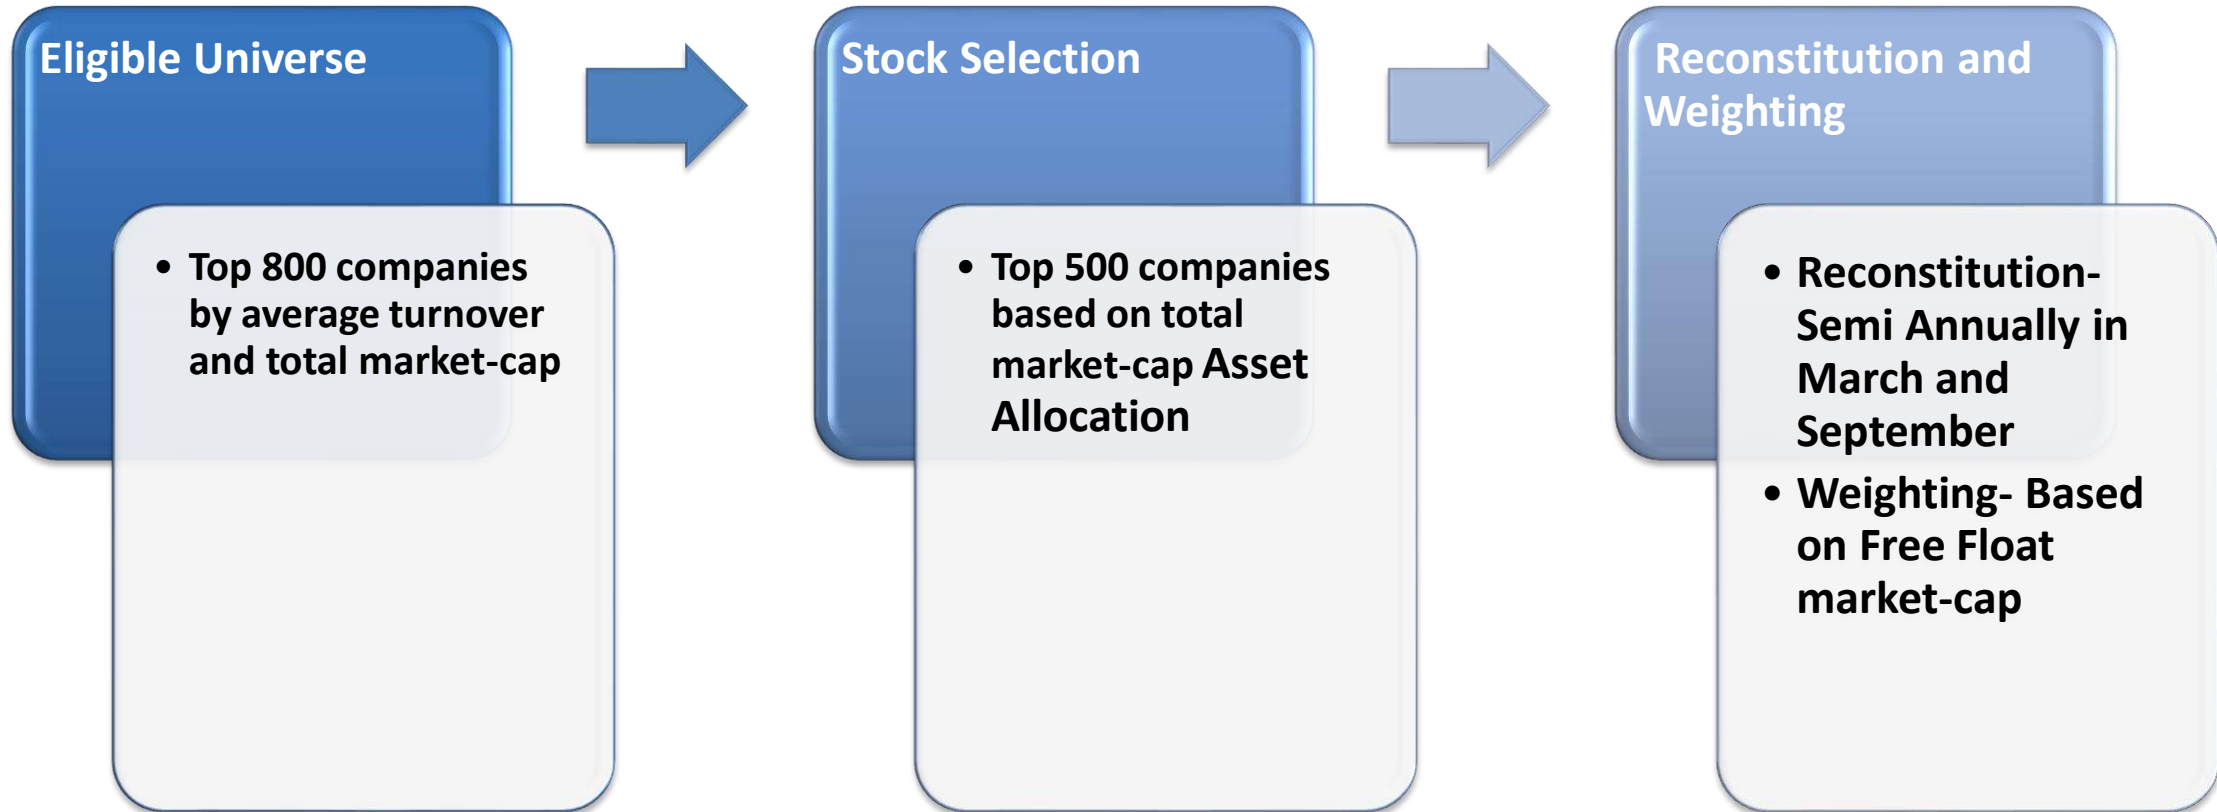 Eligible Universe
• Top 800 companies
by average turnover
and total market-cap
Stock Selection
• Top 500 companies
based on total
market-cap Asset
Allocation
Reconstitution and
Weighting
• Reconstitution-
Semi Annually in
March and
September
• Weighting- Based
on Free Float
market-cap